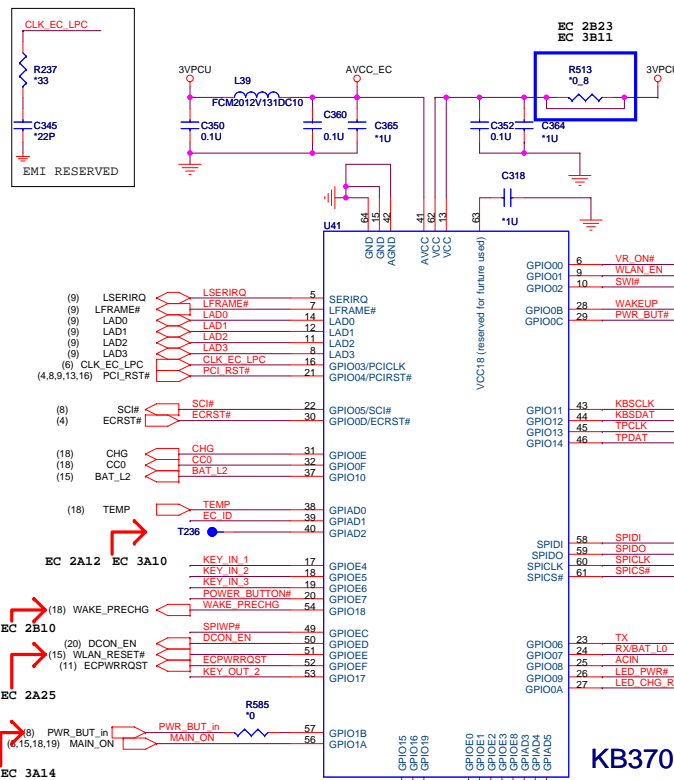 CLK_EC_LPC
R237
*33
C345
*22P
EMI RESERVED
3VPCU
L39
FCM2012V131DC10
AVCC_EC
C350
0.1U
C360
0.1U
C365
*1U
EC 2B23
EC 3B11
R513
*0_8
3VPCU
C352
0.1U
C364
*1U
C318
*1U
U41
64
15
42
41
62
13
63
GND
GND
AGND
AVCC
VCC
VCC
VCC18 (reserved for funture used)
(9) LSERIRQ LSERIRQ 5 SERIRQ
(9) LFRAME# LFRAME# 7 LFRAME#
(9) LAD0 LAD0 14 LAD0
(9) LAD1 LAD1 12 LAD1
(9) LAD2 LAD2 11 LAD2
(9) LAD3 LAD3 8 LAD3
(6) CLK_EC_LPC CLK_EC_LPC 16 GPIO03/PCICLK
(4,8,9,13,16) PCI_RST# PCI_RST# 21 GPIO04/PCIRST#
(8) SCI# SCI# 22 GPIO05/SCI#
(4) ECRST# ECRST# 30 GPIO0D/ECRST#
(18) CHG CHG 31 GPIO0E
(18) CC0 CC0 32 GPIO0F
(15) BAT_L2 BAT_L2 37 GPIO10
(18) TEMP TEMP 38 GPIAD0
EC_ID 39 GPIAD1
T236 40 GPIAD2
EC 2A12 EC 3A10
KEY_IN_1 17 GPIOE4
KEY_IN_2 18 GPIOE5
KEY_IN_3 19 GPIOE6
POWER_BUTTON# 20 GPIOE7
(18) WAKE_PRECHG WAKE_PRECHG 54 GPIO18
EC 2B10
SPIWP# 49 GPIOEC
(20) DCON_EN DCON_EN 50 GPIOED
(15) WLAN_RESET# 51 GPIOEE
(11) ECPWRRQST ECPWRRQST 52 GPIOEF
KEY_OUT_2 53 GPIO17
EC 2A25
R585
*0
(8) PWR_BUT_in PWR_BUT_in 57 GPIO1B
,15,18,19) MAIN_ON MAIN_ON 56 GPIO1A
EC 3A14
GPIO00 6 VR_ON#
GPIO01 9 WLAN_EN
GPIO02 10 SWI#
GPIO0B 28 WAKEUP
GPIO0C 29 PWR_BUT#
GPIO11 43 KBSCLK
GPIO12 44 KBSDAT
GPIO13 45 TPCLK
GPIO14 46 TPDAT
SPIDI 58 SPIDI
SPIDO 59 SPIDO
SPICLK 60 SPICLK
SPICS# 61 SPICS#
GPIO06 23 TX
GPIO07 24 RX/BAT_L0
GPIO08 25 ACIN
GPIO09 26 LED_PWR#
GPIO0A 27 LED_CHG_R
GPIO15
GPIO16
GPIO19
GPIOE0
GPIOE1
GPIOE2
GPIOE3
GPIOE8
GPIAD3
GPIAD4
GPIAD5
KB370